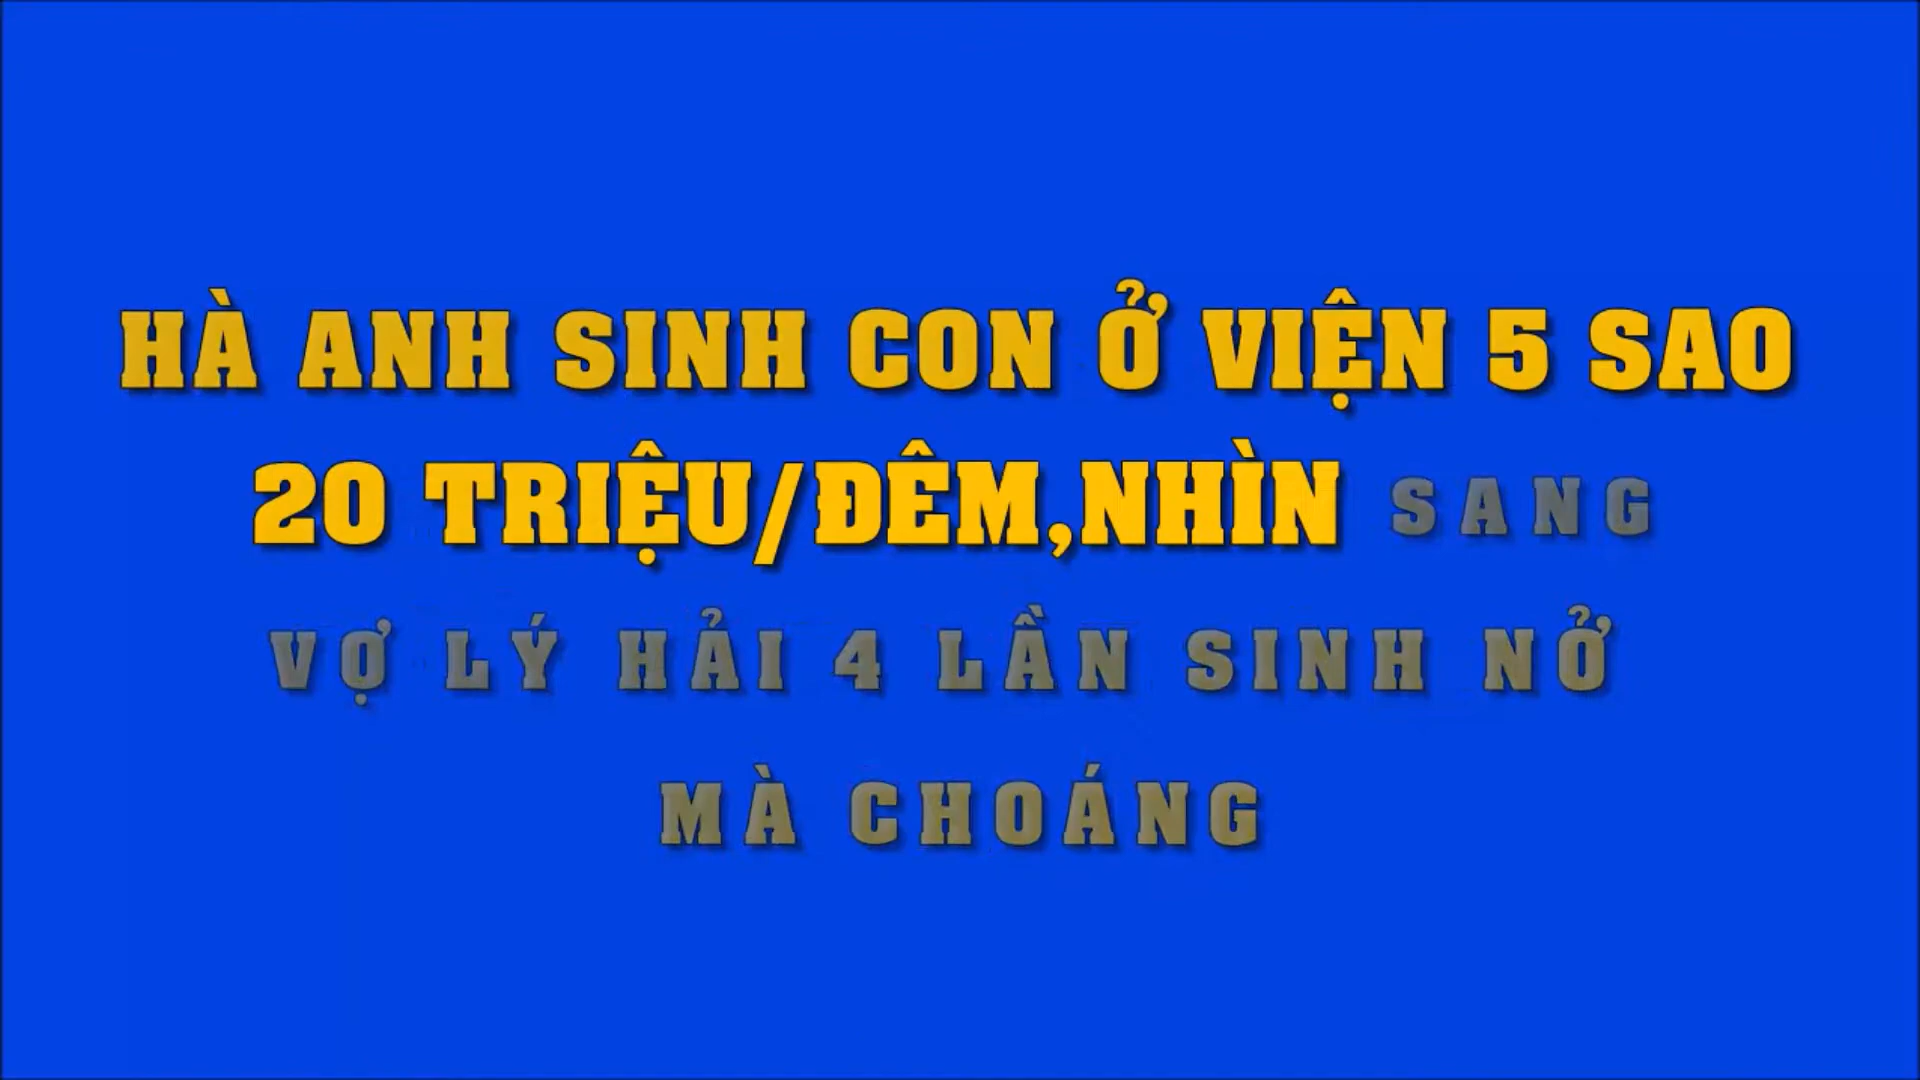 HÀ ANH SINH CON Ở VIỆN 5 SAO
20 TRIỆU/ĐÊM,NHÌN SANG
VỢ LÝ HẢI 4 LẦN SINH NỞ
MÀ CHOÁNG